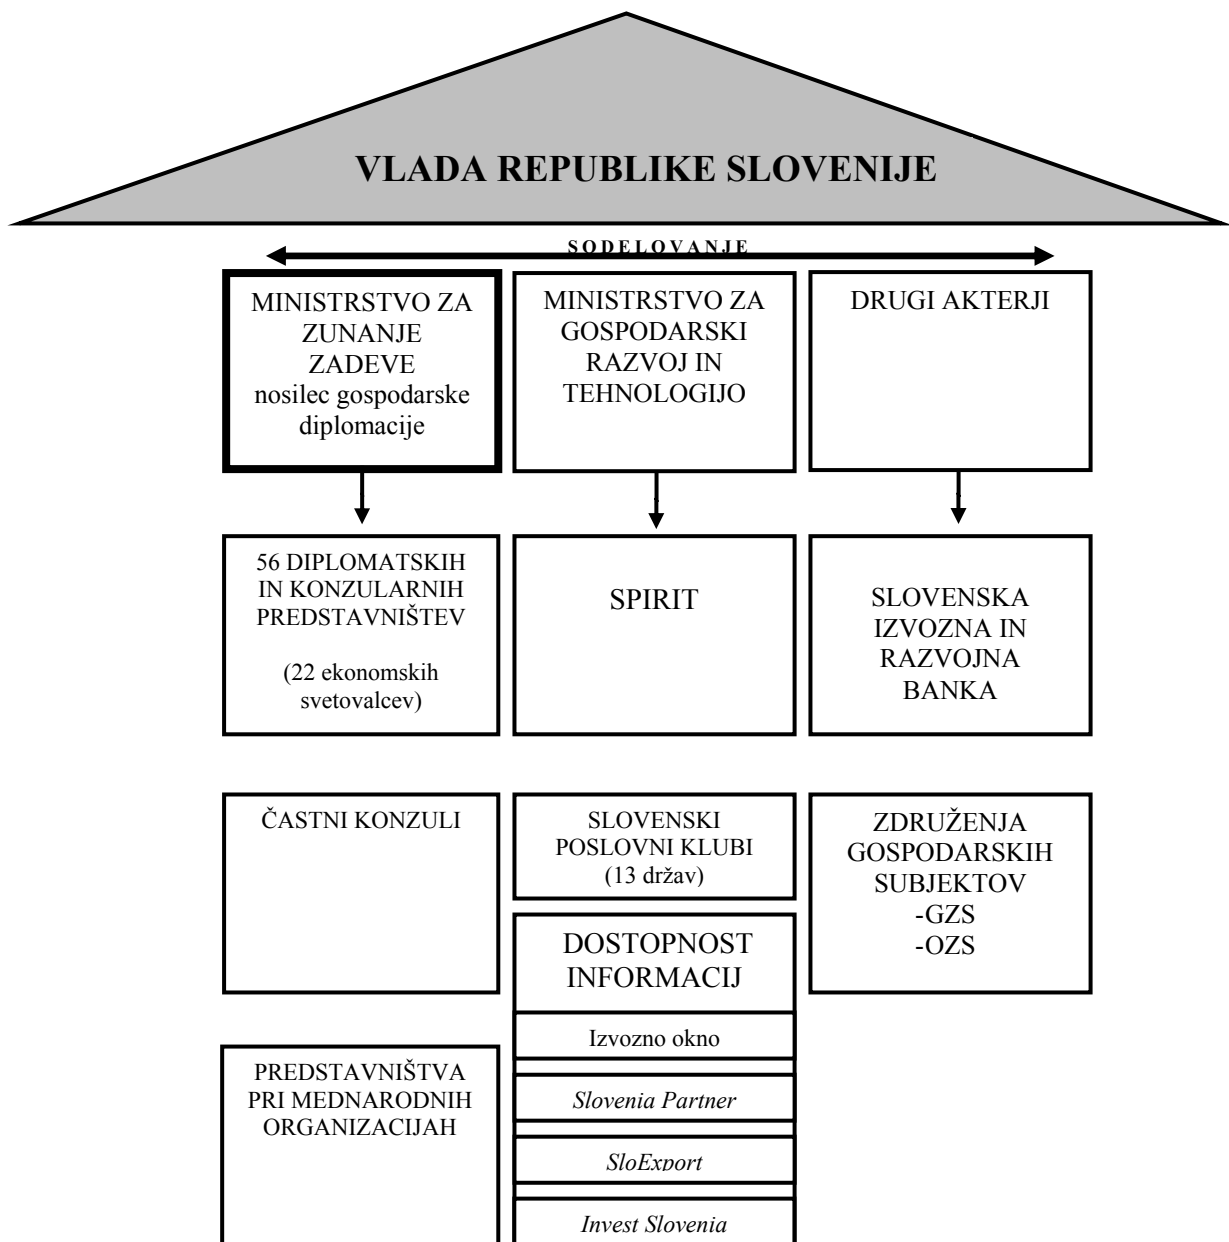 VLADA REPUBLIKE SLOVENIJE
SODELOVANJE
MINISTRSTVO ZA
ZUNANJE
ZADEVE
nosilec gospodarske
diplomacije
MINISTRSTVO ZA
GOSPODARSKI
RAZVOJ IN
TEHNOLOGIJO
DRUGI AKTERJI
56 DIPLOMATSKIH
IN KONZULARNIH
PREDSTAVNIŠTEV
(22 ekonomskih
svetovalcev)
SPIRIT
SLOVENSKA
IZVOZNA IN
RAZVOJNA
BANKA
ČASTNI KONZULI
SLOVENSKI
POSLOVNI KLUBI
(13 držav)
ZDRUŽENJA
GOSPODARSKIH
SUBJEKTOV
-GZS
-OZS
DOSTOPNOST
INFORMACIJ
Izvozno okno
Slovenia Partner
SloExport
Invest Slovenia
PREDSTAVNIŠTVA
PRI MEDNARODNIH
ORGANIZACIJAH